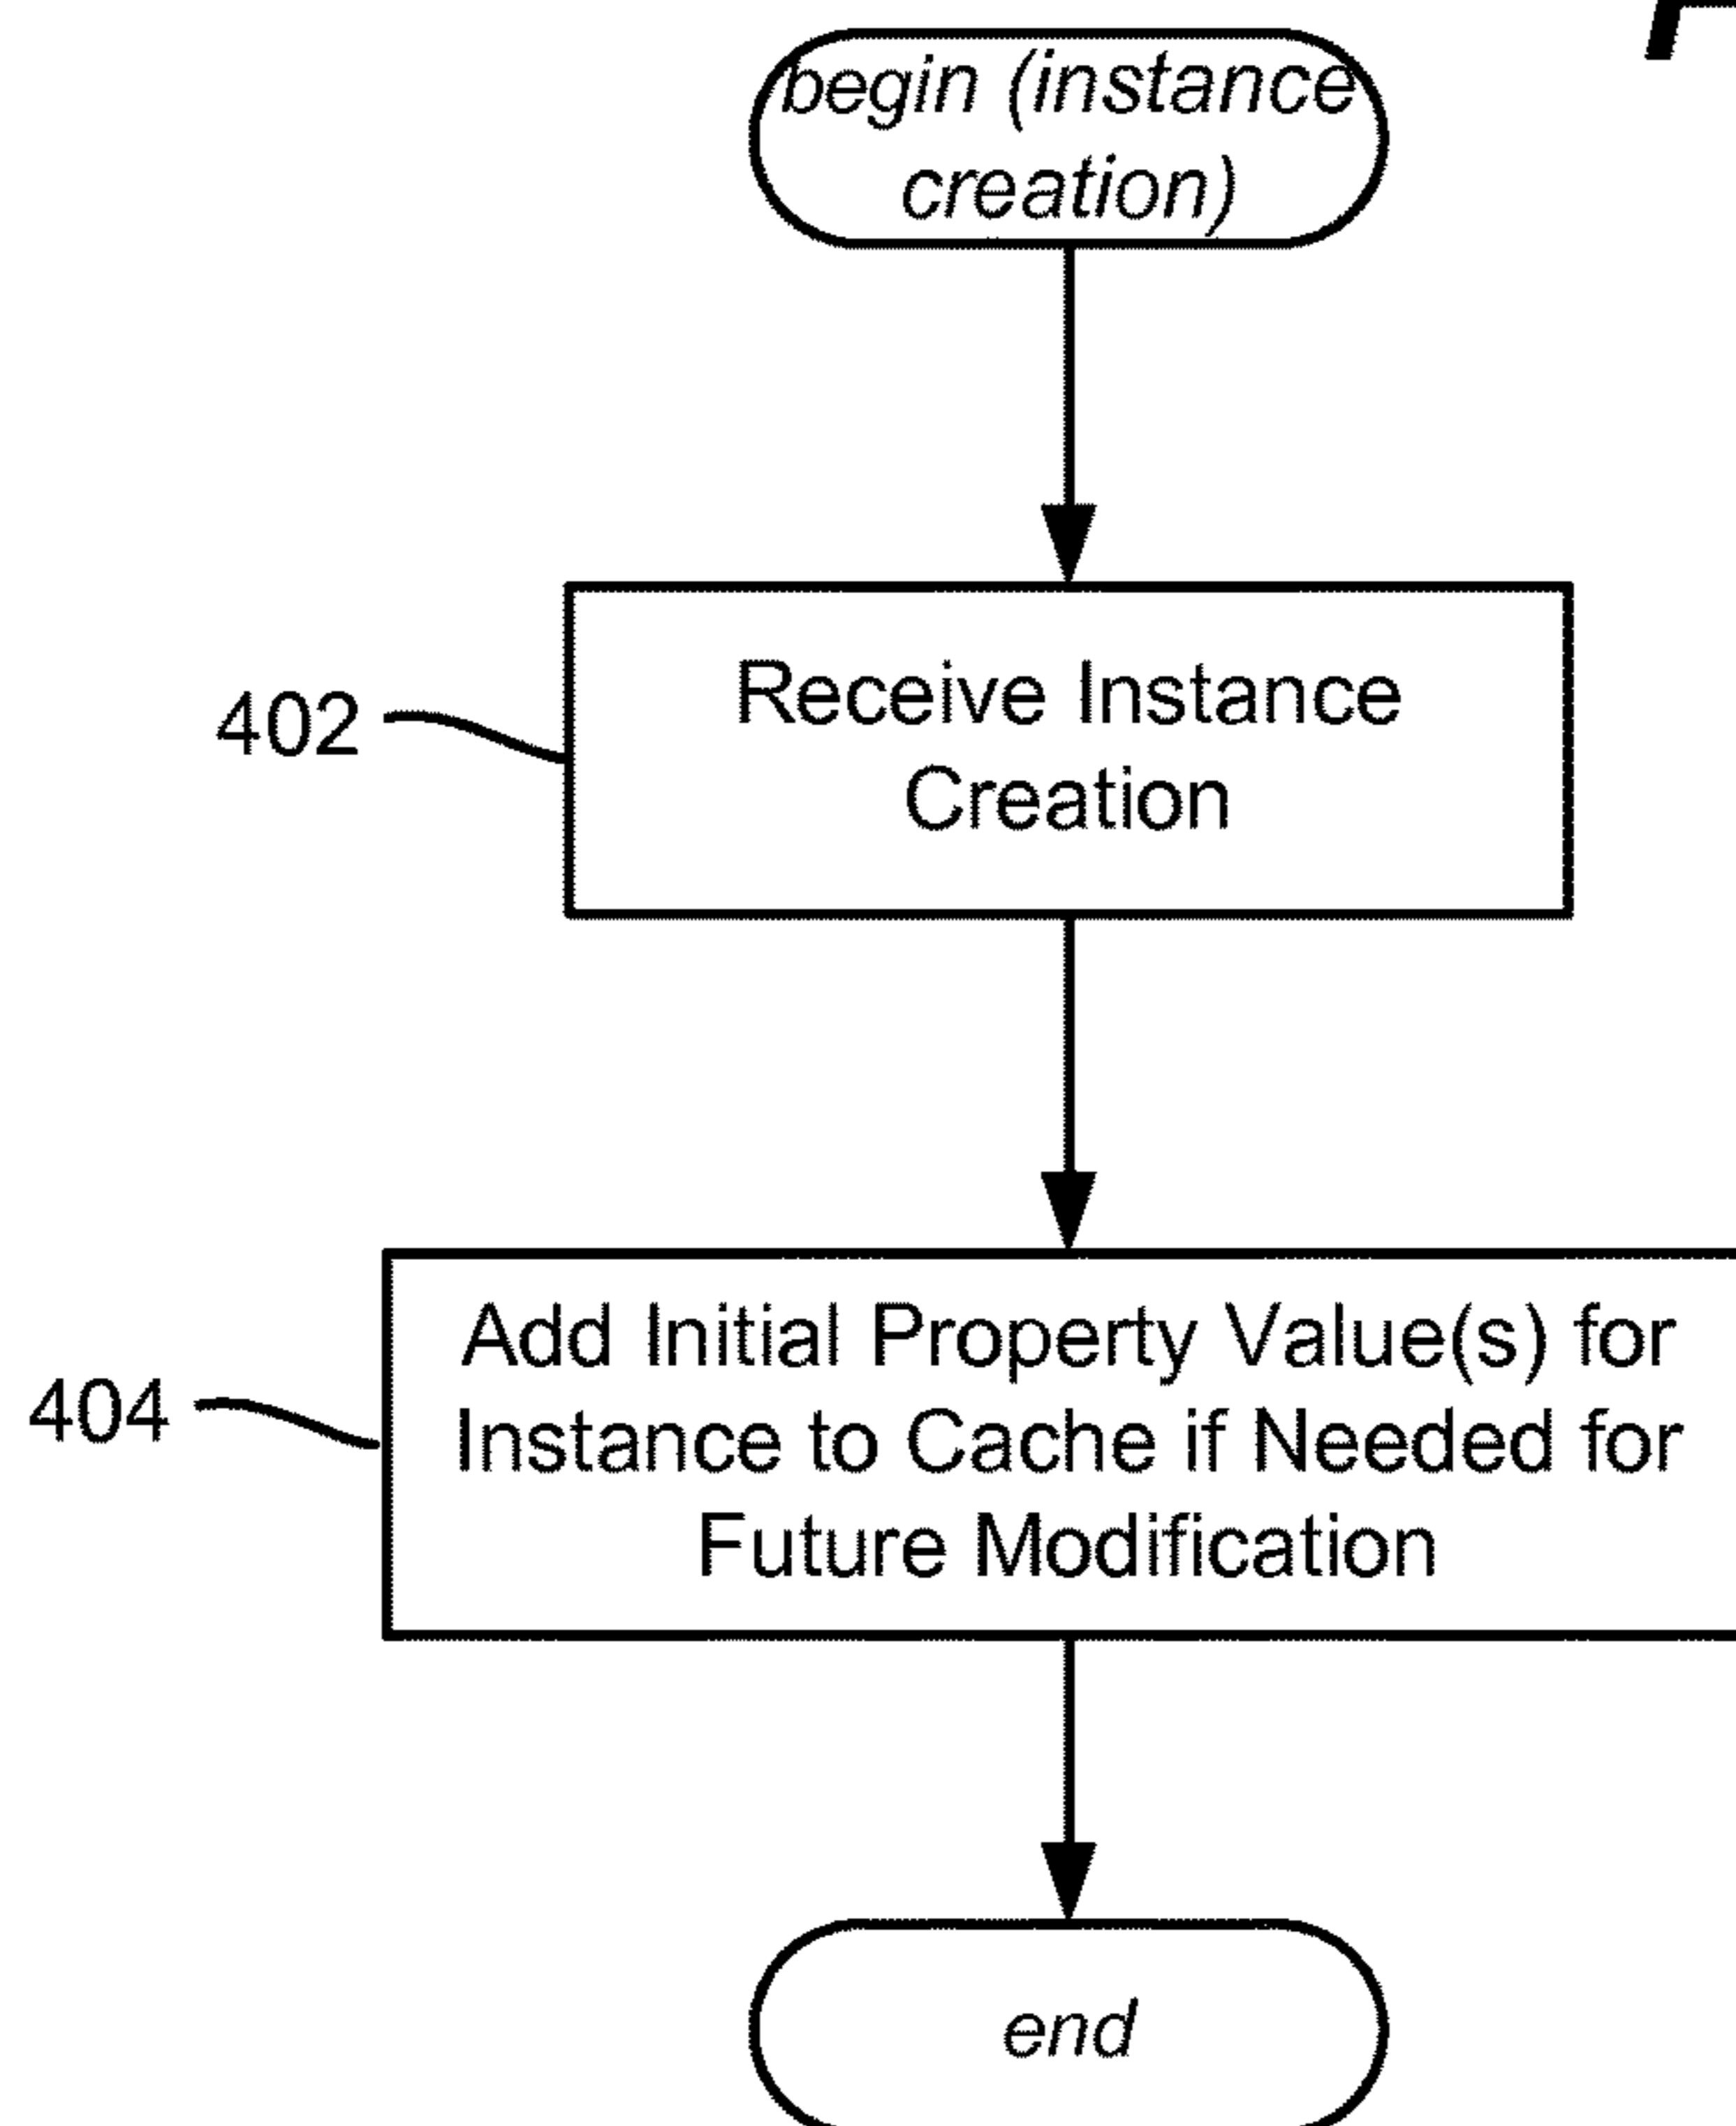 begin (instance
creation)
402
Receive Instance
Creation
404
Add Initial Property Value(s) for
Instance to Cache if Needed for
Future Modification
end